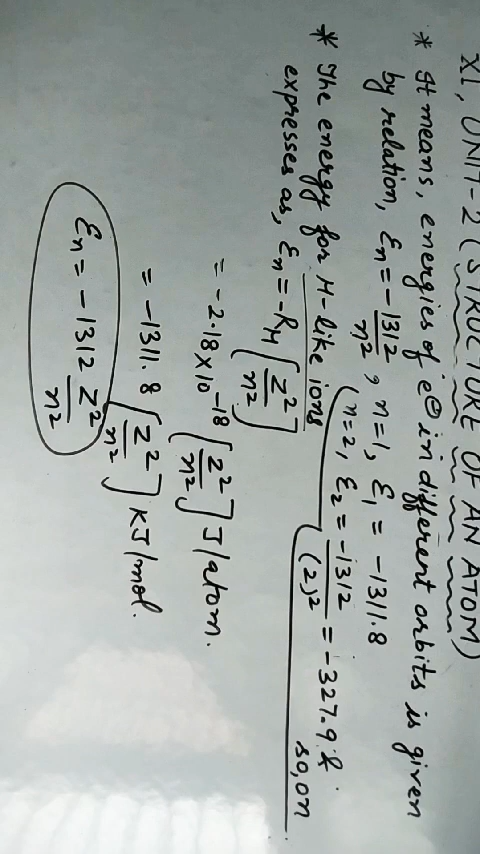 XI, UNIT-2 (STRUCTURE OF AN ATOM)
* It means, energies of e⊖ in different orbits is given
by relation, En = -1312/n², n=1, E1 = -1311.8
n=2, E2 = -1312/(2)² = -327.9 &
so, on
* The energy for H-like ions
expresses as, En = -RH [Z²/n²]
= -2.18×10⁻¹⁸ [Z²/n²] J/atom.
= -1311.8 [Z²/n²] KJ/mol.
En = -1312 Z²/n²